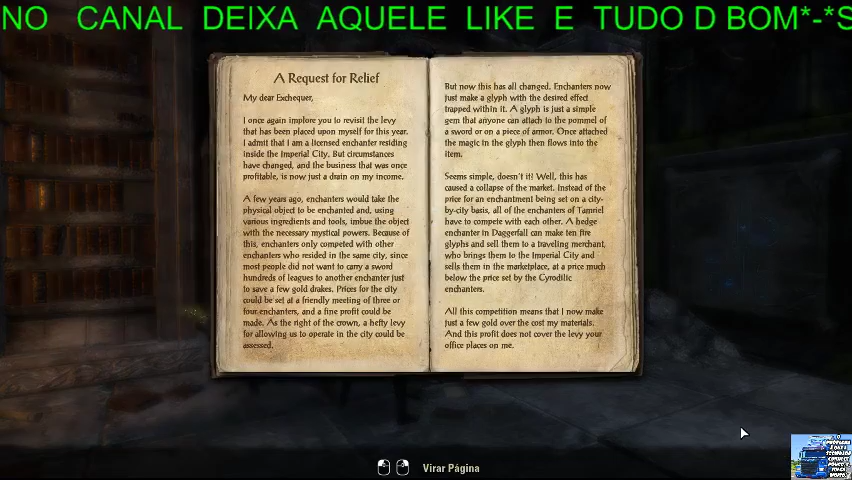 NO CANAL DEIXA AQUELE LIKE E TUDO D BOM*-*S
A Request for Relief
My dear Exchequer,
I once again implore you to revisit the levy
that has been placed upon myself for this year.
I admit that I am a licensed enchanter residing
inside the Imperial City. But circumstances
have changed, and the business that was once
profitable, is now just a drain on my income.
A few years ago, enchanters would take the
physical object to be enchanted and, using
various ingredients and tools, imbue the object
with the necessary mystical powers. Because of
this, enchanters only competed with other
enchanters who resided in the same city, since
most people did not want to carry a sword
hundreds of leagues to another enchanter just
to save a few gold drakes. Prices for the city
could be set at a friendly meeting of three or
four enchanters, and a fine profit could be
made. As the right of the crown, a hefty levy
for allowing us to operate in the city could be
assessed.
But now this has all changed. Enchanters now
just make a glyph with the desired effect
trapped within it. A glyph is just a simple
gem that anyone can attach to the pommel of
a sword or on a piece of armor. Once attached
the magic in the glyph then flows into the
item.
Seems simple, doesn't it? Well, this has
caused a collapse of the market. Instead of the
price for an enchantment being set on a city-
by-city basis, all of the enchanters of Tamriel
have to compete with each other. A hedge
enchanter in Daggerfall can make ten fire
glyphs and sell them to a traveling merchant,
who brings them to the Imperial City and
sells them in the marketplace, at a price much
below the price set by the Cyrodilic
enchanters.
All this competition means that I now make
just a few gold over the cost my materials.
And this profit does not cover the levy your
office places on me.
Virar Página